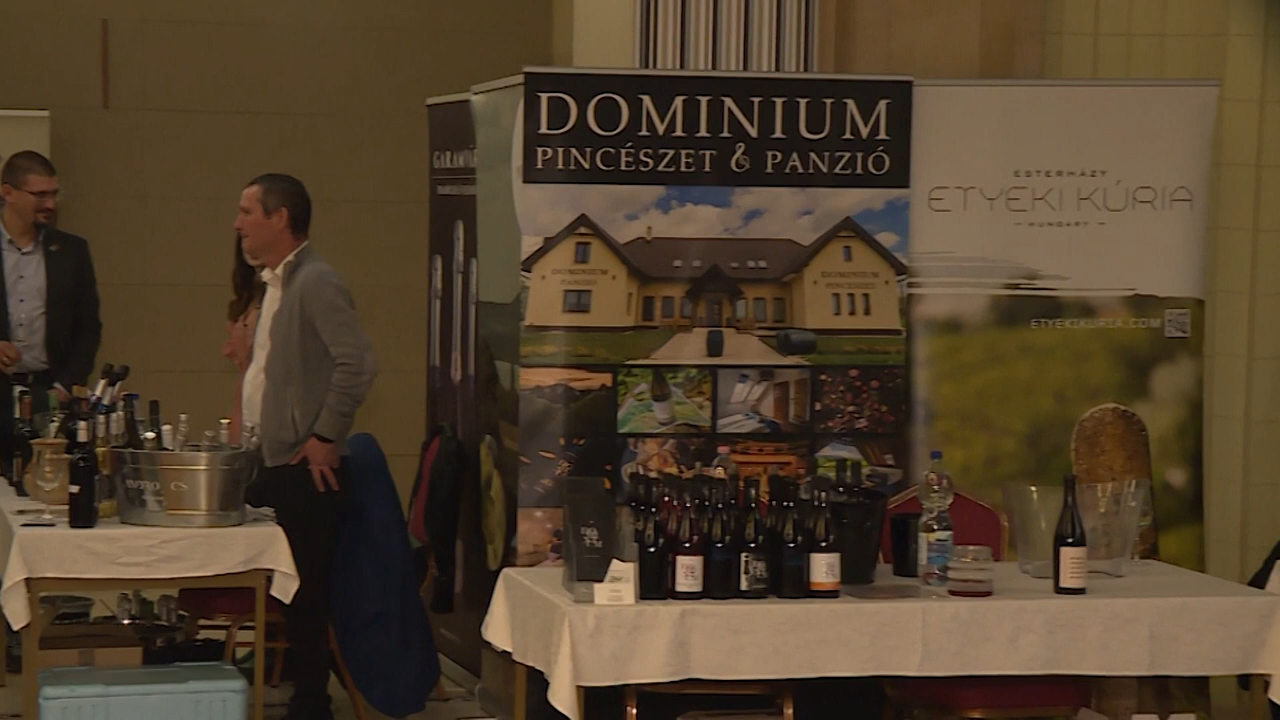 DOMINIUM
PINCÉSZET & PANZIÓ
DOMINIUM
PANZIÓ
DOMINIUM
PINCÉSZET
ESTERHÁZY
ETYEKI KÚRIA
HUNGARY
ETYEKIKURIA.COM